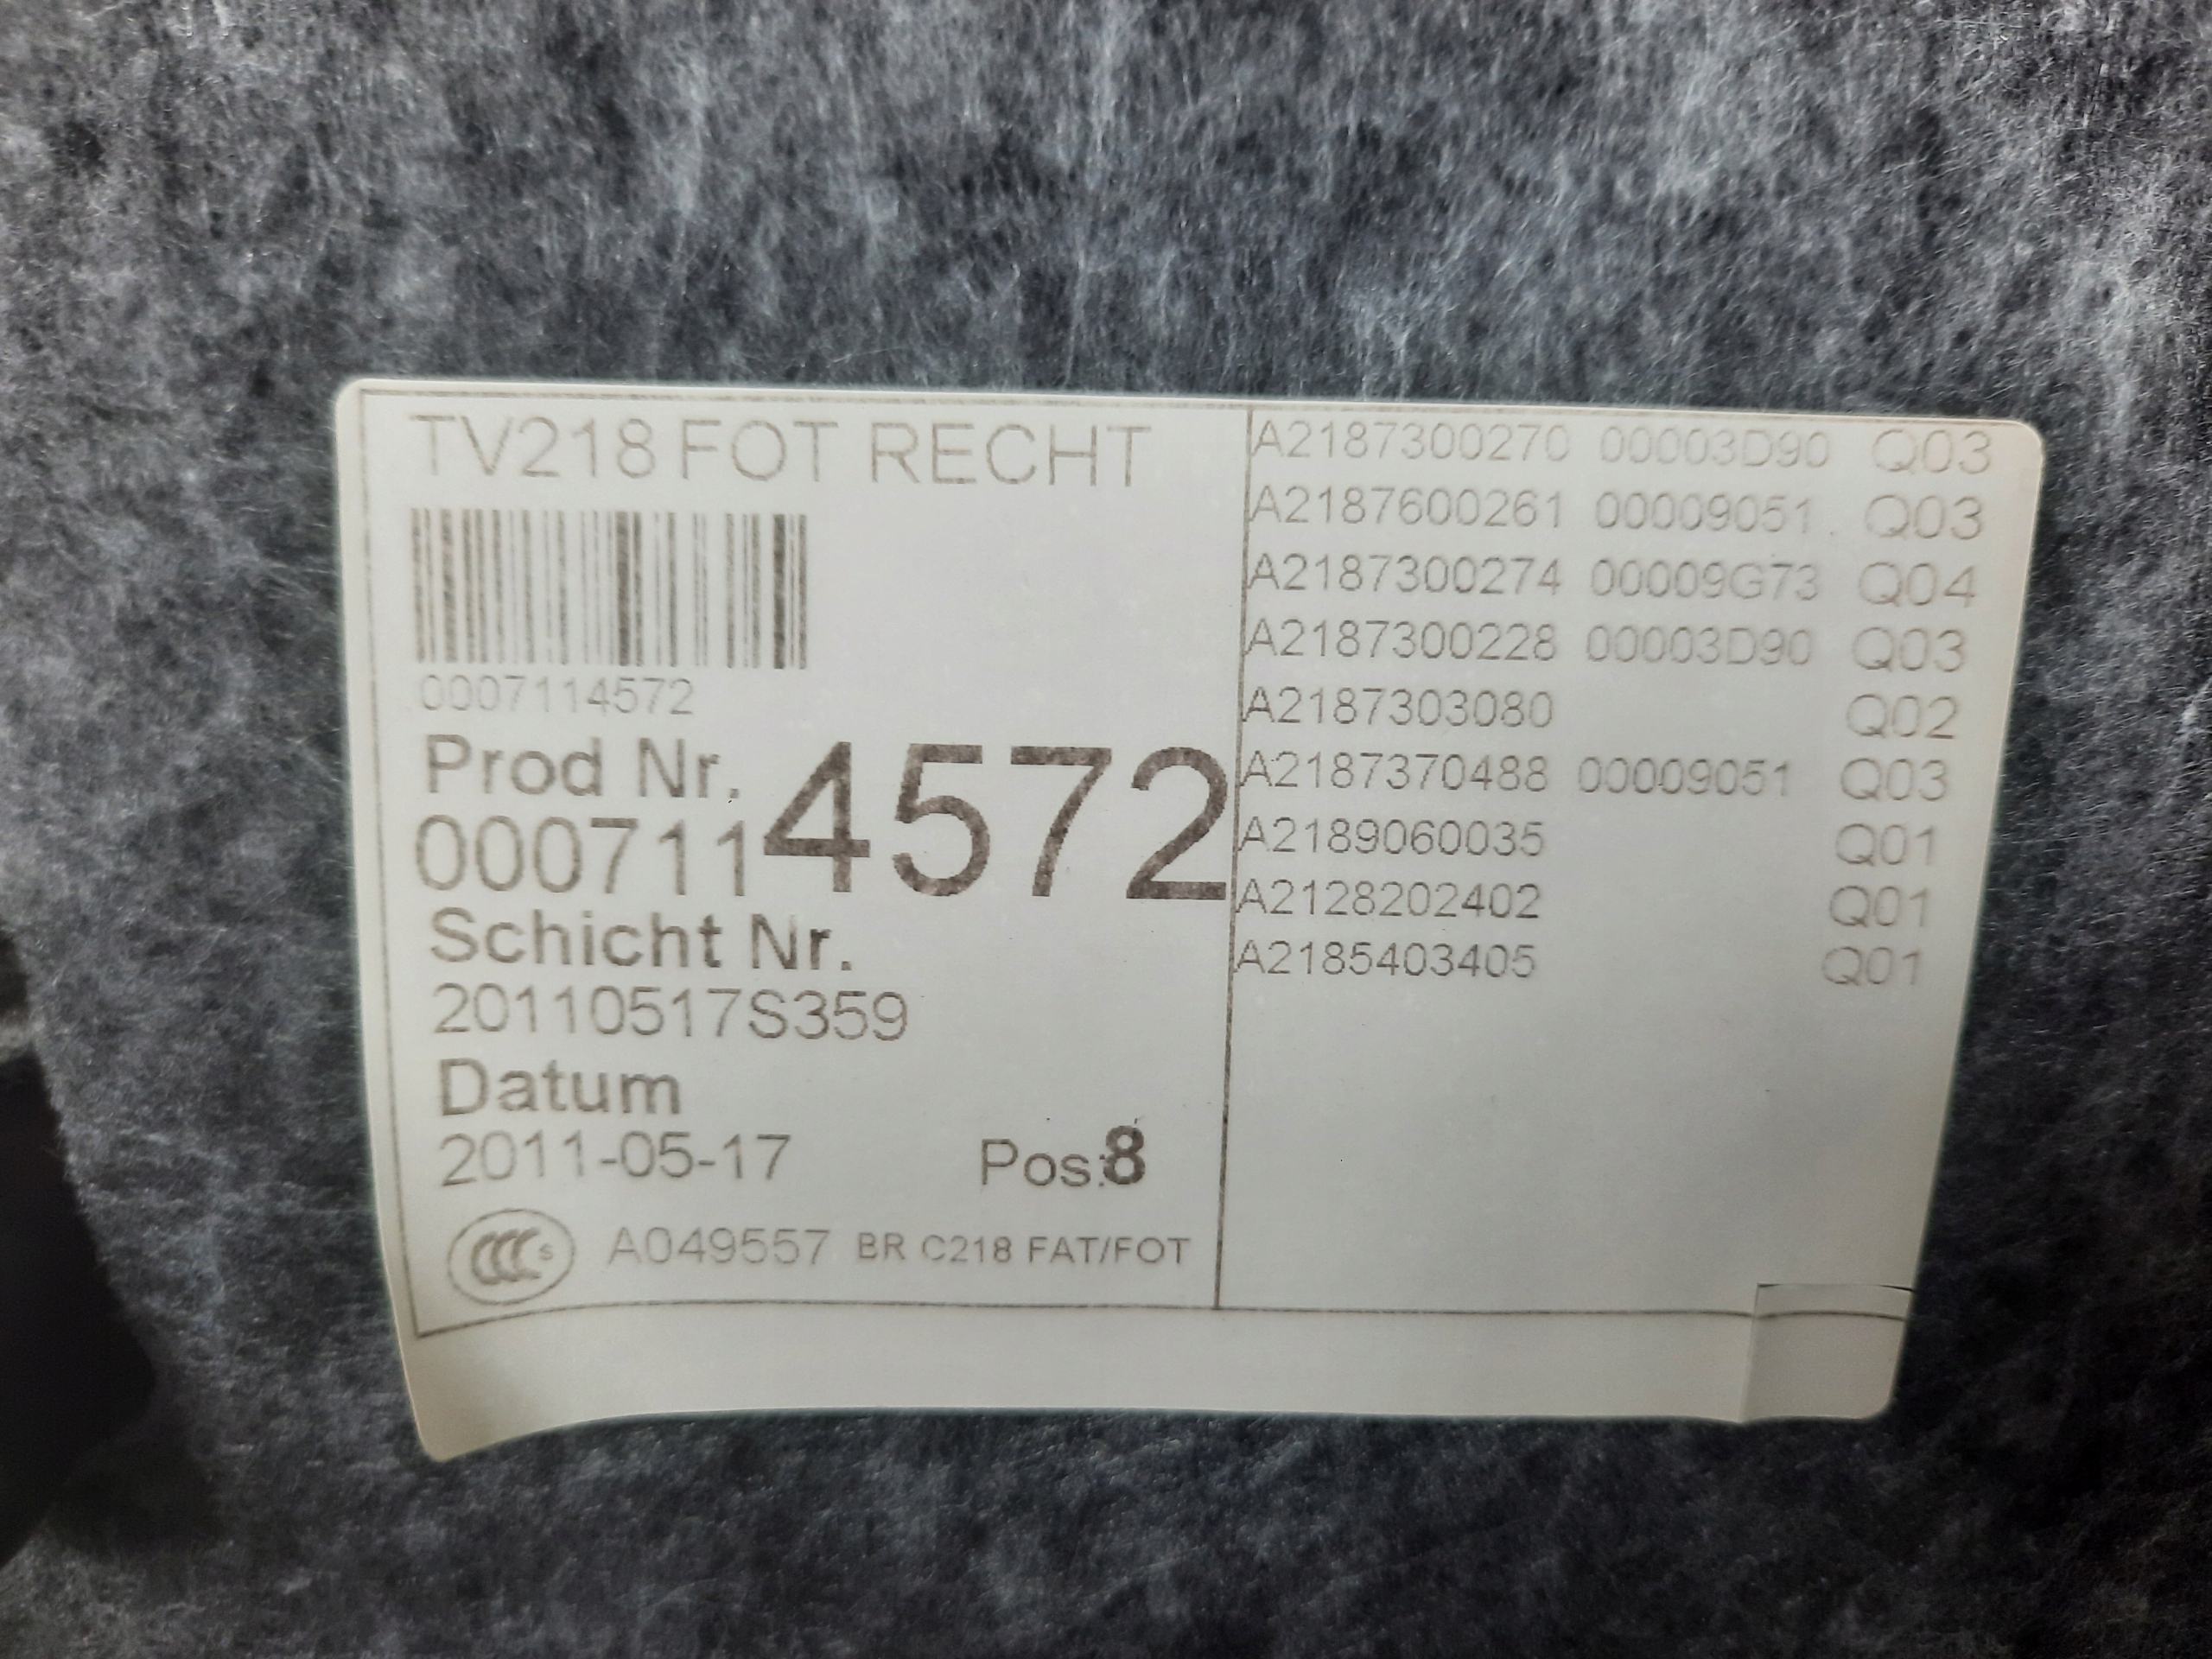 TV218 FOT RECHT
0007114572
Prod Nr.
0007114572
Schicht Nr.
20110517S359
Datum
2011-05-17 Pos:8
CCC S A049557 BR C218 FAT/FOT
A2187300270 00003D90 Q03
A2187600261 00009051 Q03
A2187300274 00009G73 Q04
A2187300228 00003D90 Q03
A2187303080 Q02
A2187370488 00009051 Q03
A2189060035 Q01
A2128202402 Q01
A2185403405 Q01